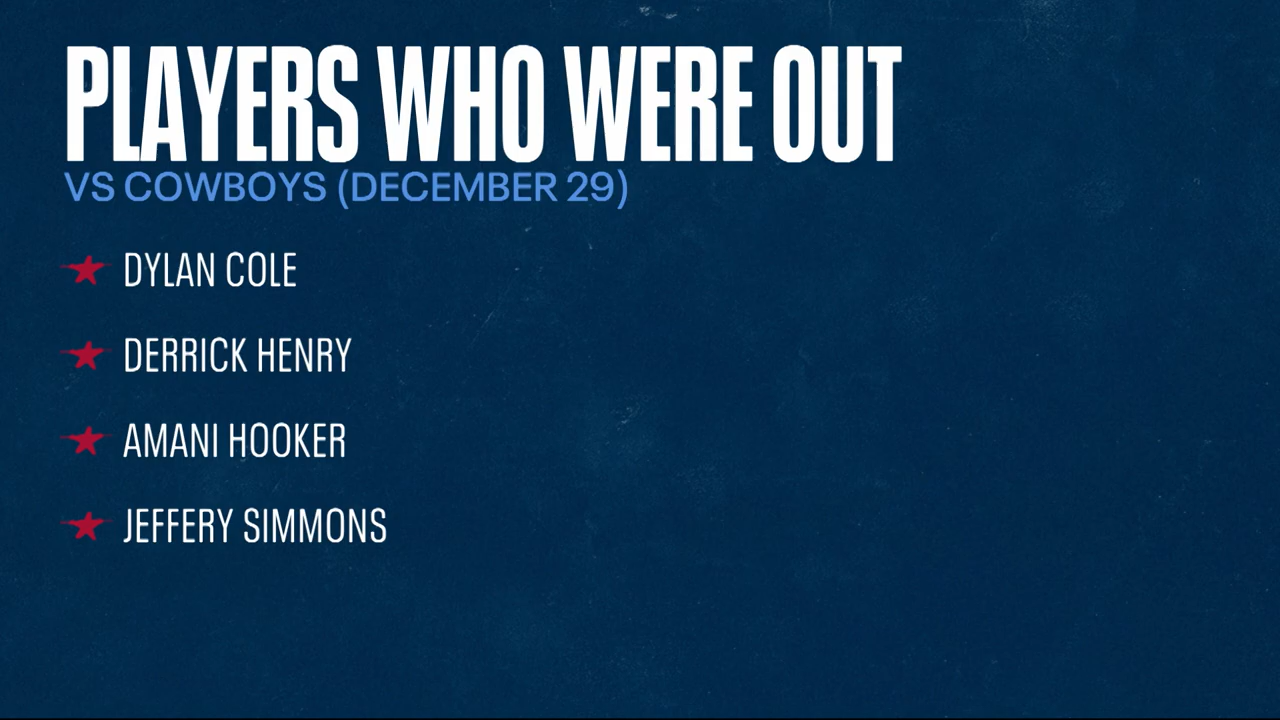 PLAYERS WHO WERE OUT
VS COWBOYS (DECEMBER 29)
DYLAN COLE
DERRICK HENRY
AMANI HOOKER
JEFFERY SIMMONS